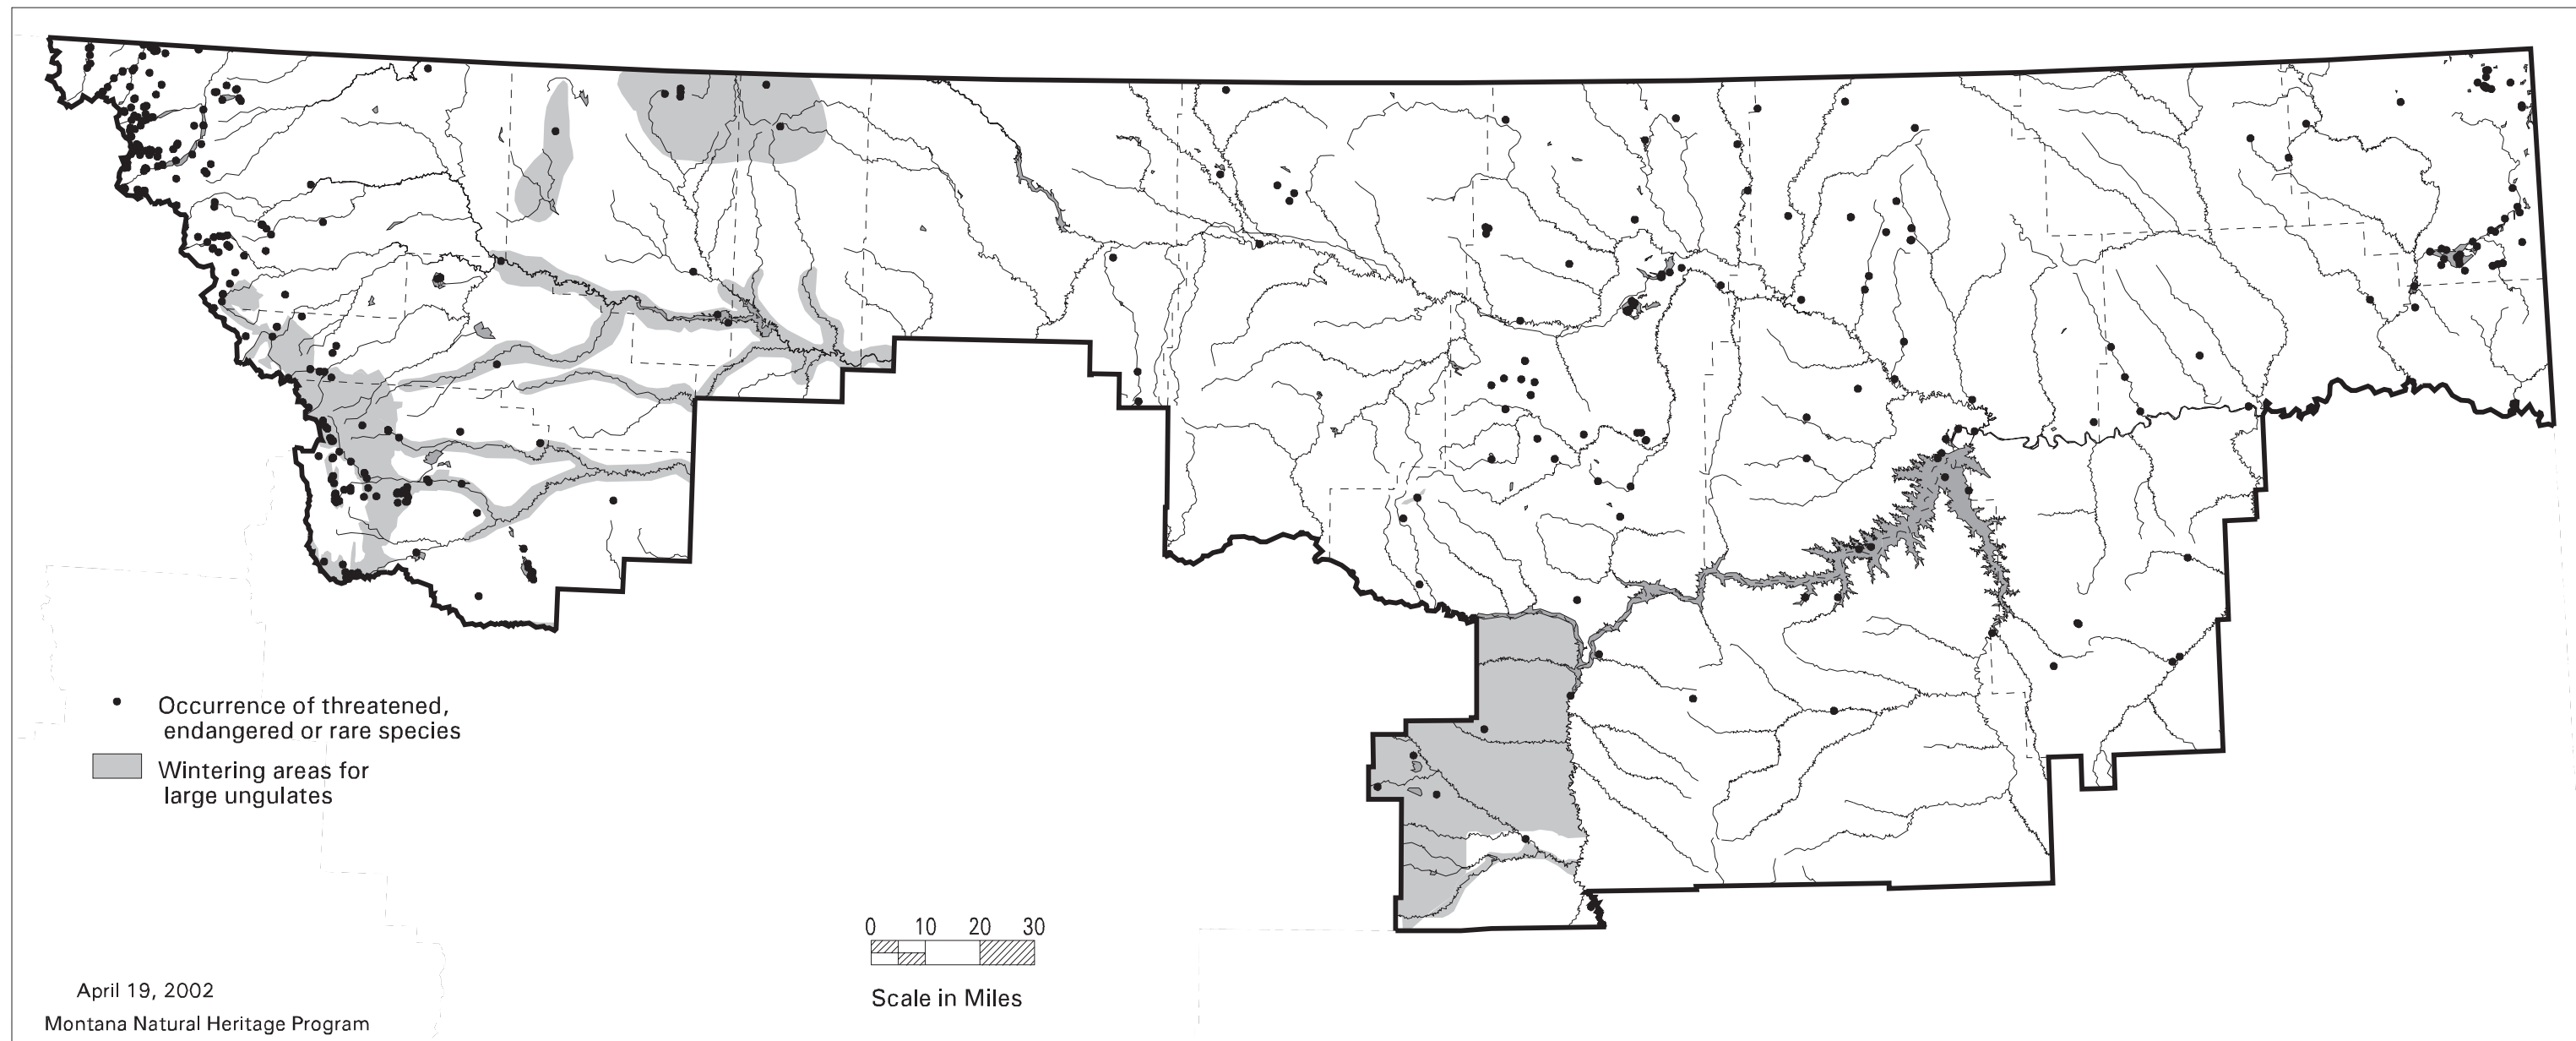 Occurrence of threatened,
endangered or rare species
Wintering areas for
large ungulates
0 10 20 30
Scale in Miles
April 19, 2002
Montana Natural Heritage Program